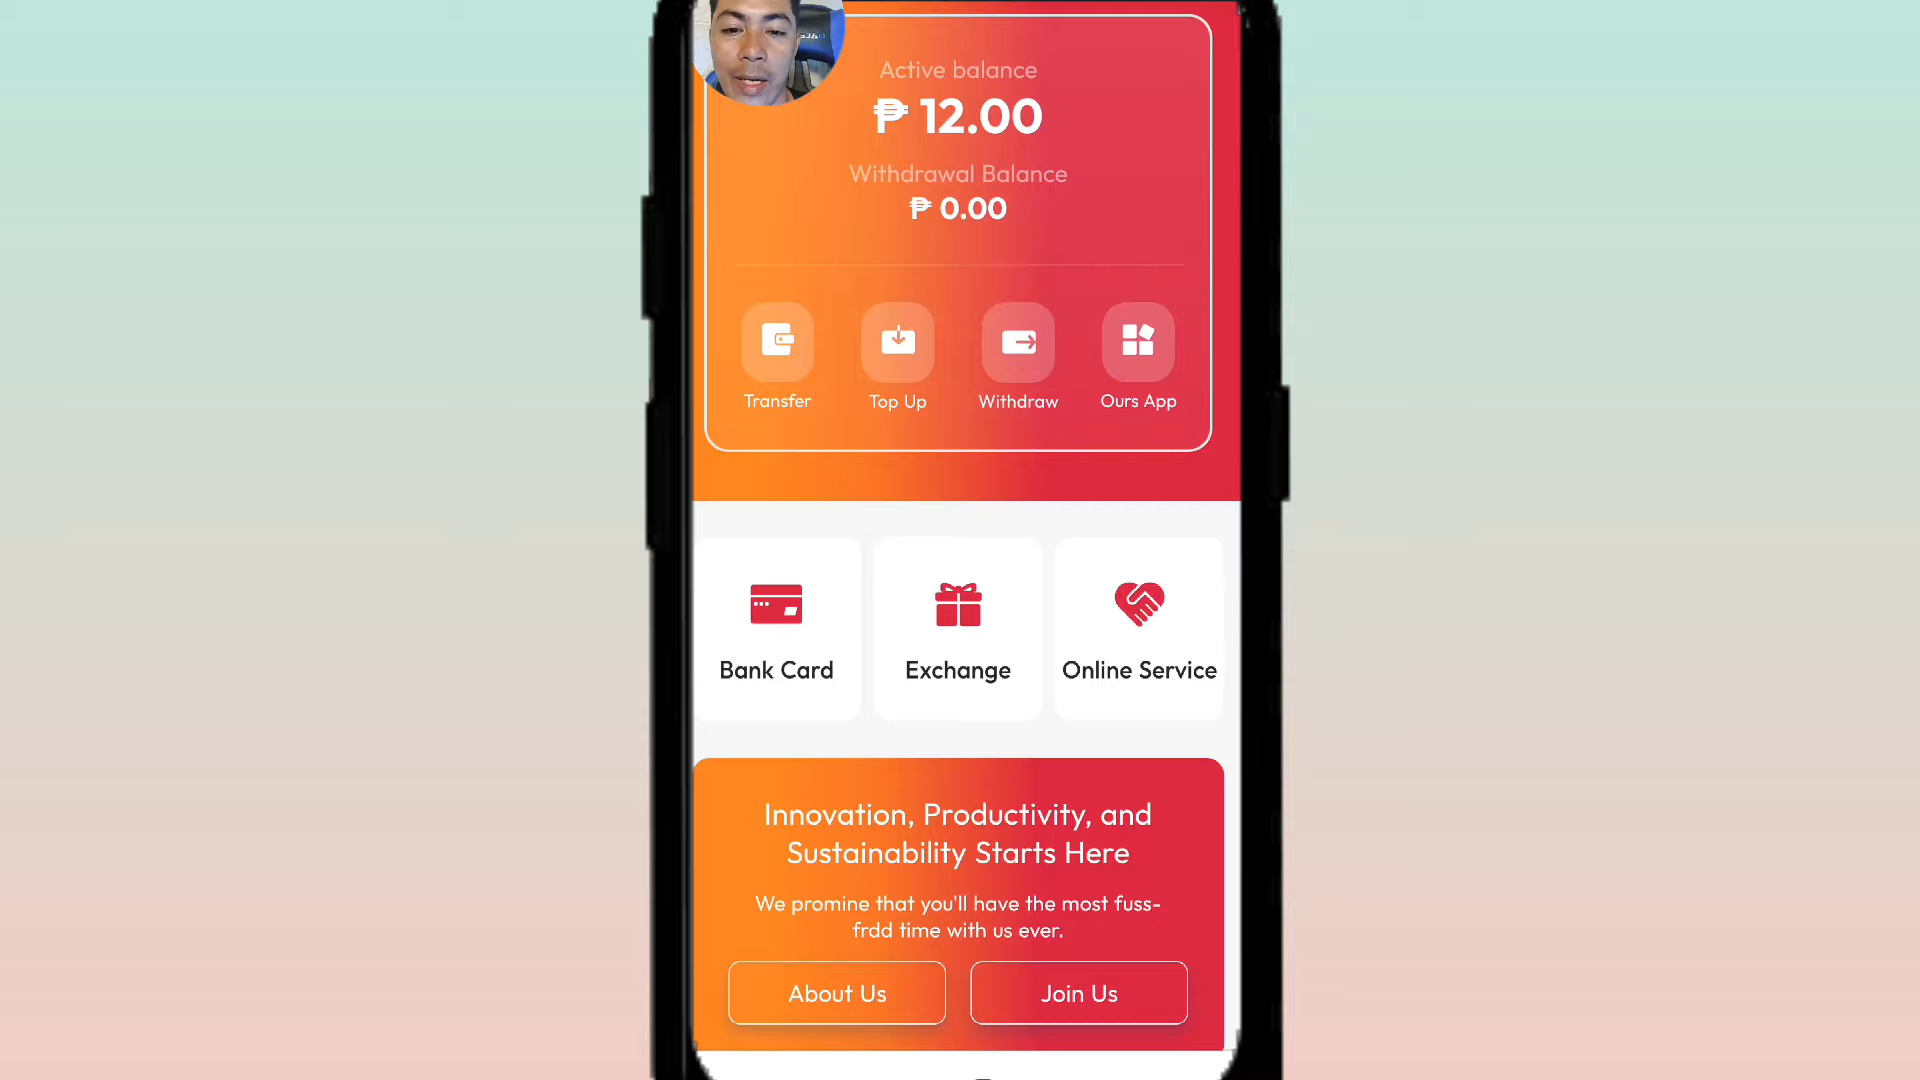 Active balance
₱ 12.00
Withdrawal Balance
₱ 0.00
Transfer
Top Up
Withdraw
Ours App
Bank Card
Exchange
Online Service
Innovation, Productivity, and
Sustainability Starts Here
We promine that you'll have the most fuss-
frdd time with us ever.
About Us
Join Us